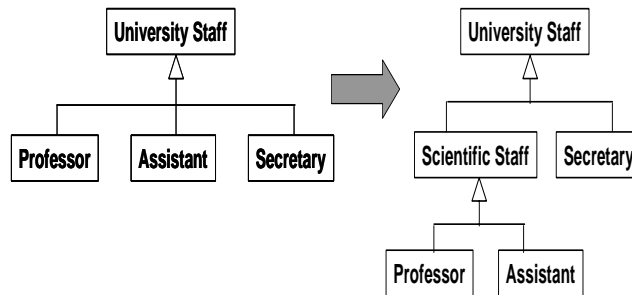 University Staff
Professor
Assistant
Secretary
University Staff
Scientific Staff
Secretary
Professor
Assistant